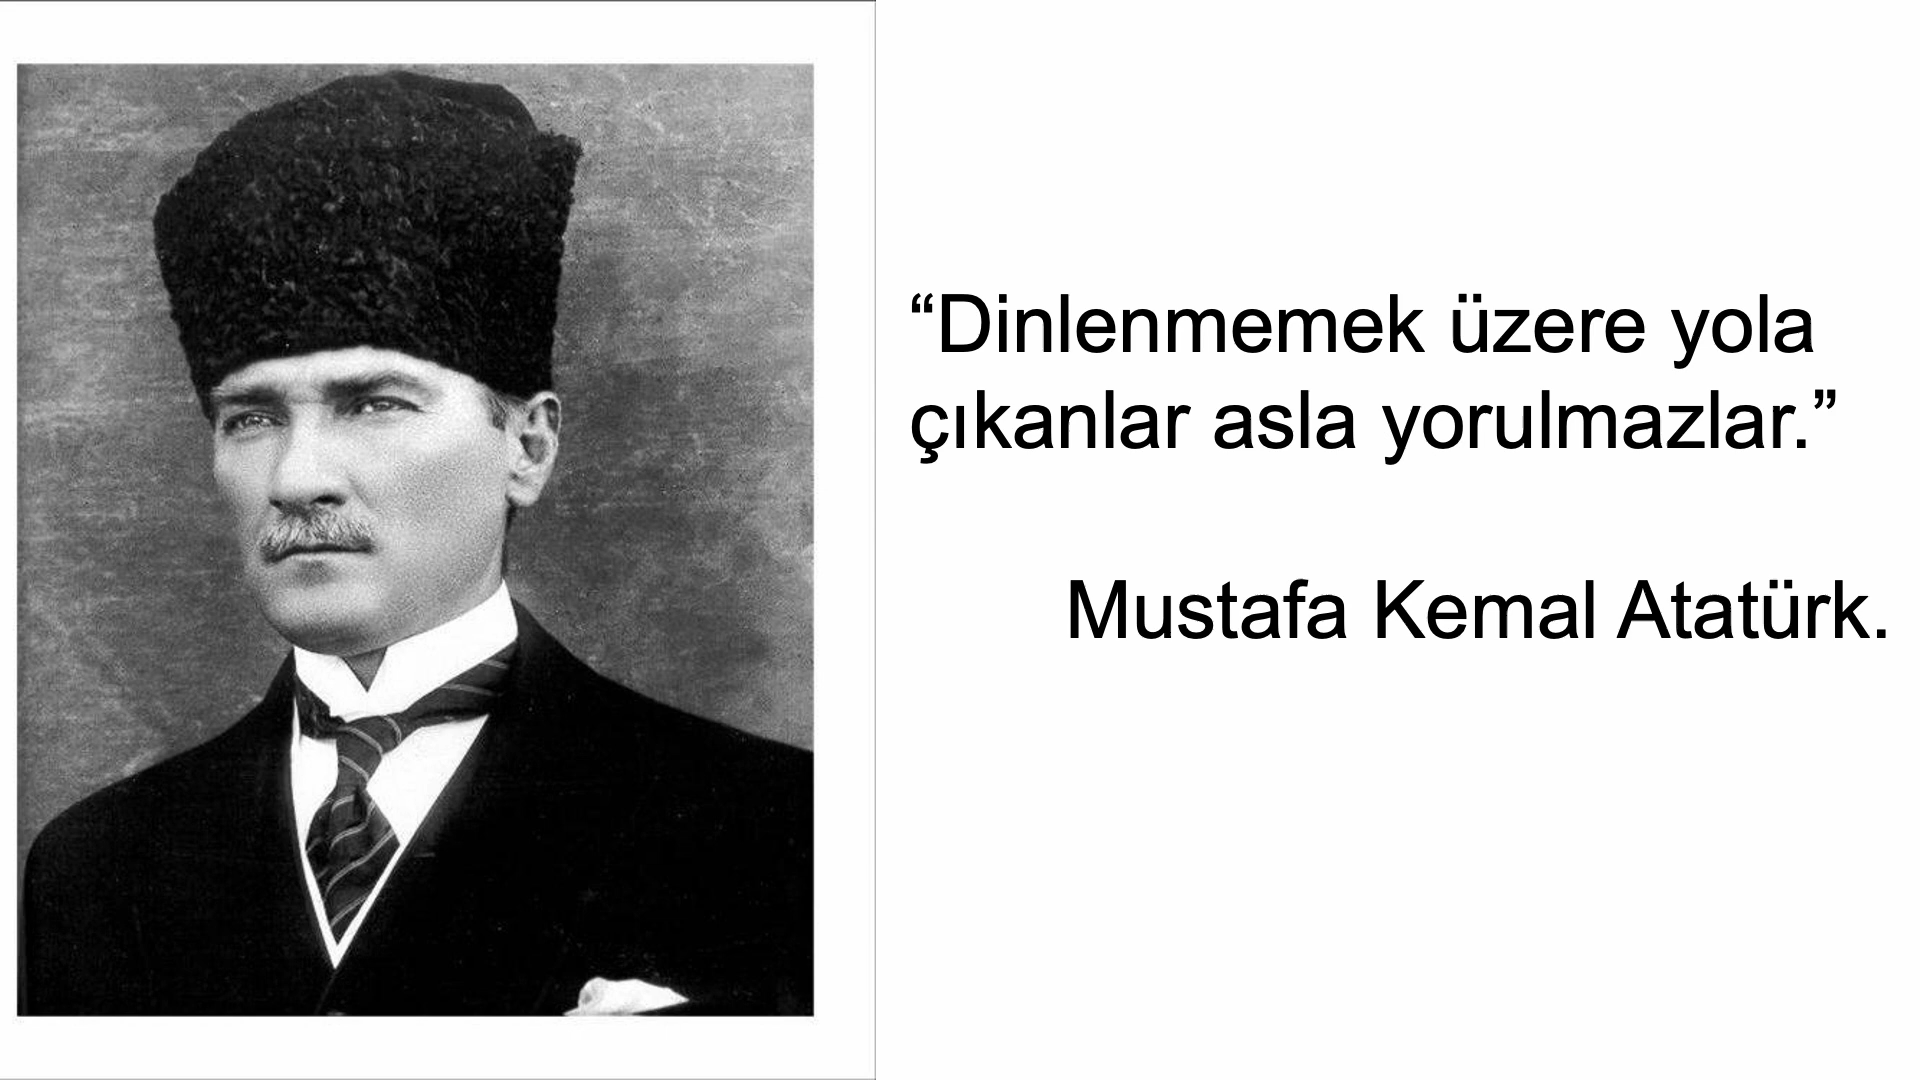 “Dinlenmemek üzere yola
çıkanlar asla yorulmazlar.”
Mustafa Kemal Atatürk.